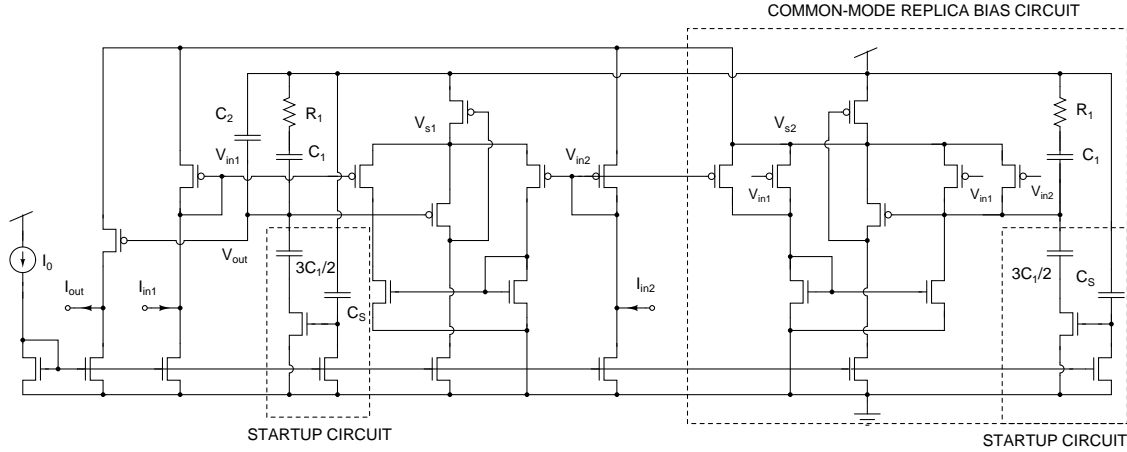 COMMON-MODE REPLICA BIAS CIRCUIT
C2
R1
Vs1
Vs2
R1
C1
C1
Vin1
Vin2
Vin1
Vin1
Vin2
Vout
I0
3C1/2
3C1/2
CS
Iout
Iin1
CS
Iin2
STARTUP CIRCUIT
STARTUP CIRCUIT